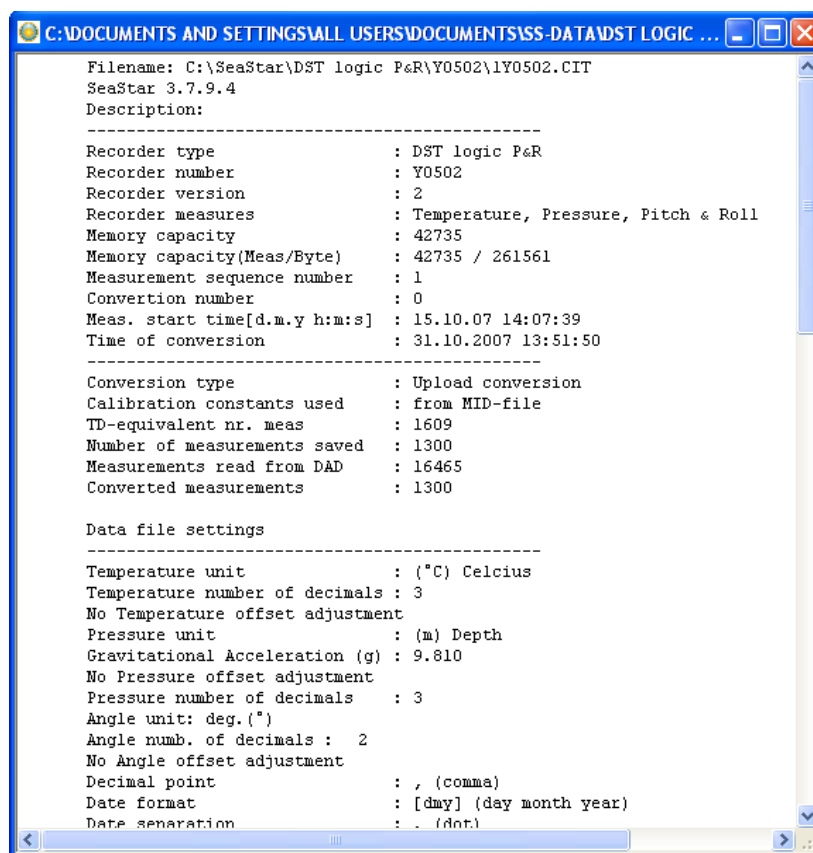 C:\DOCUMENTS AND SETTINGS\ALL USERS\DOCUMENTS\SS-DATA\DST LOGIC ...
Filename: C:\SeaStar\DST logic P&R\Y0502\1Y0502.CIT
SeaStar 3.7.9.4
Description:
----------------------------------------------
Recorder type : DST logic P&R
Recorder number : Y0502
Recorder version : 2
Recorder measures : Temperature, Pressure, Pitch & Roll
Memory capacity : 42735
Memory capacity(Meas/Byte) : 42735 / 261561
Measurement sequence number : 1
Convertion number : 0
Meas. start time[d.m.y h:m:s] : 15.10.07 14:07:39
Time of conversion : 31.10.2007 13:51:50
----------------------------------------------
Conversion type : Upload conversion
Calibration constants used : from MID-file
TD-equivalent nr. meas : 1609
Number of measurements saved : 1300
Measurements read from DAD : 16465
Converted measurements : 1300
Data file settings
----------------------------------------------
Temperature unit : (°C) Celcius
Temperature number of decimals : 3
No Temperature offset adjustment
Pressure unit : (m) Depth
Gravitational Acceleration (g) : 9.810
No Pressure offset adjustment
Pressure number of decimals : 3
Angle unit: deg.(°)
Angle numb. of decimals : 2
No Angle offset adjustment
Decimal point : , (comma)
Date format : [dmy] (day month year)
Date separation : . (dot)